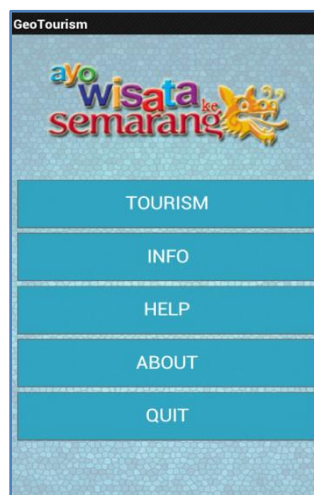 GeoTourism
ayo
wisata ke
semarang
TOURISM
INFO
HELP
ABOUT
QUIT